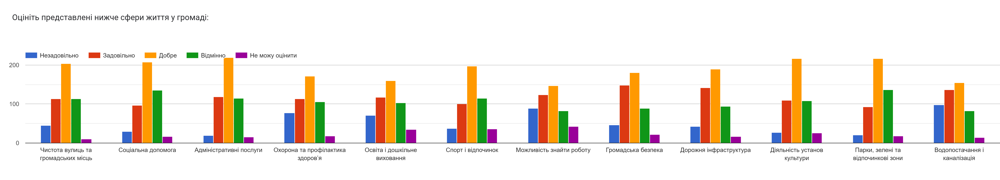 Оцініть представлені нижче сфери життя у громаді:
Незадовільно Задовільно Добре Відмінно Не можу оцінити
200
100
0
Чистота вулиць та
громадських місць
Соціальна допомога
Адміністративні послуги
Охорона та профілактика
здоров’я
Освіта і дошкільне
виховання
Спорт і відпочинок
Можливість знайти роботу
Громадська безпека
Дорожня інфраструктура
Діяльність установ
культури
Парки, зелені та
відпочинкові зони
Водопостачання і
каналізація